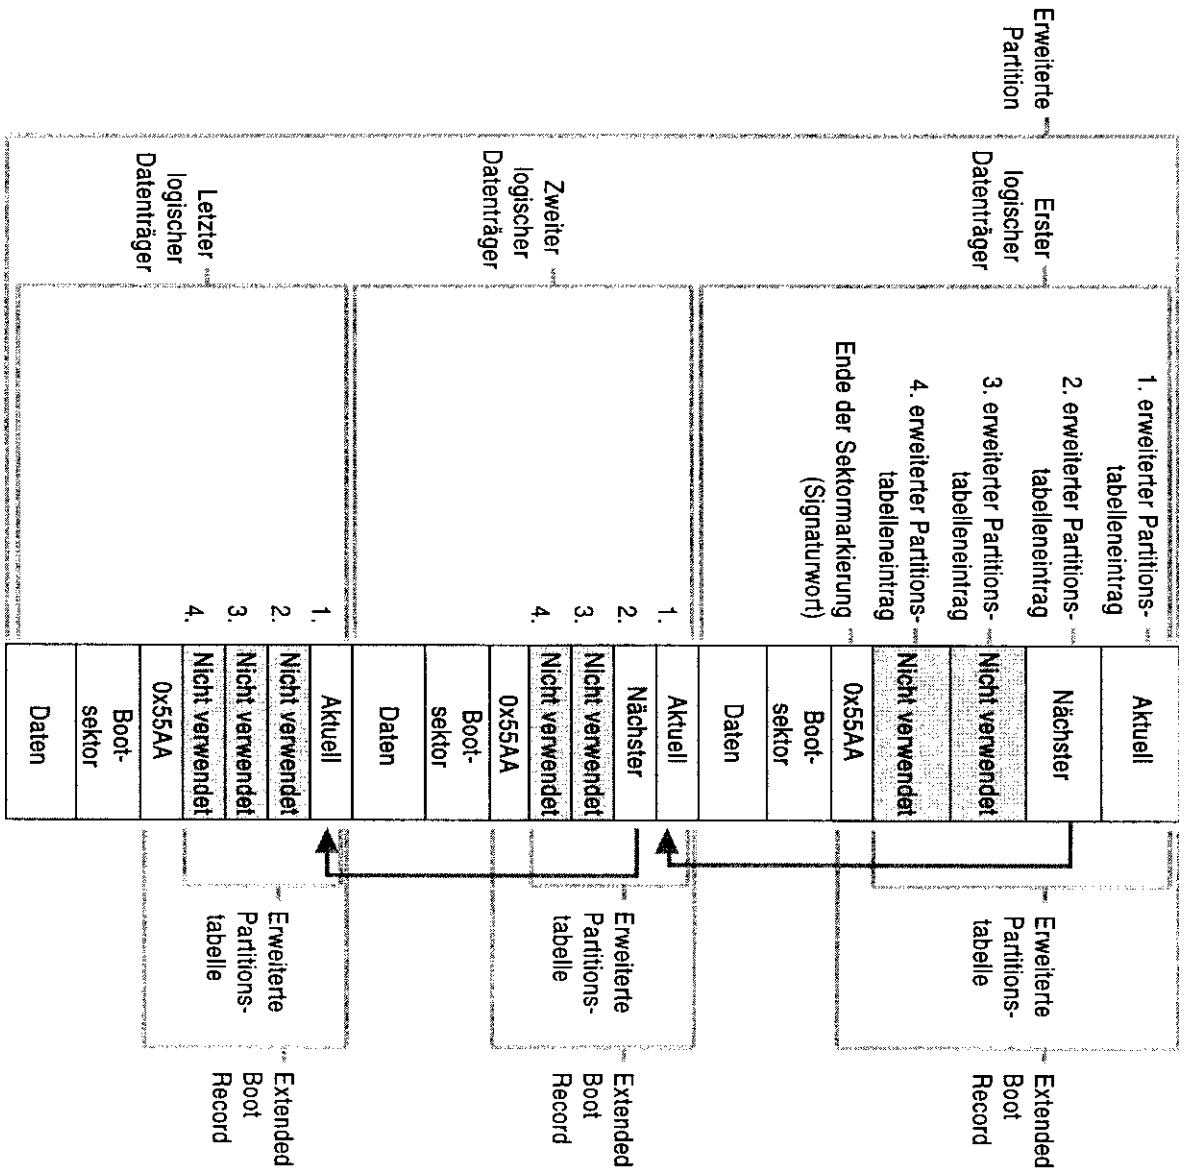 Erweiterte
Partition
Erster
logischer
Datenträger
1. erweiterter Partitions-
tabelleneintrag
2. erweiterter Partitions-
tabelleneintrag
3. erweiterter Partitions-
tabelleneintrag
4. erweiterter Partitions-
tabelleneintrag
Ende der Sektormarkierung
(Signaturwort)
Aktuell
Nächster
Nicht verwendet
Nicht verwendet
0x55AA
Boot-
sektor
Daten
Erweiterte
Partitions-
tabelle
Extended
Boot
Record
Zweiter
logischer
Datenträger
1.
2.
3.
4.
Aktuell
Nächster
Nicht verwendet
Nicht verwendet
0x55AA
Boot-
sektor
Daten
Erweiterte
Partitions-
tabelle
Extended
Boot
Record
Letzter
logischer
Datenträger
1.
2.
3.
4.
Aktuell
Nicht verwendet
Nicht verwendet
Nicht verwendet
0x55AA
Boot-
sektor
Daten
Erweiterte
Partitions-
tabelle
Extended
Boot
Record